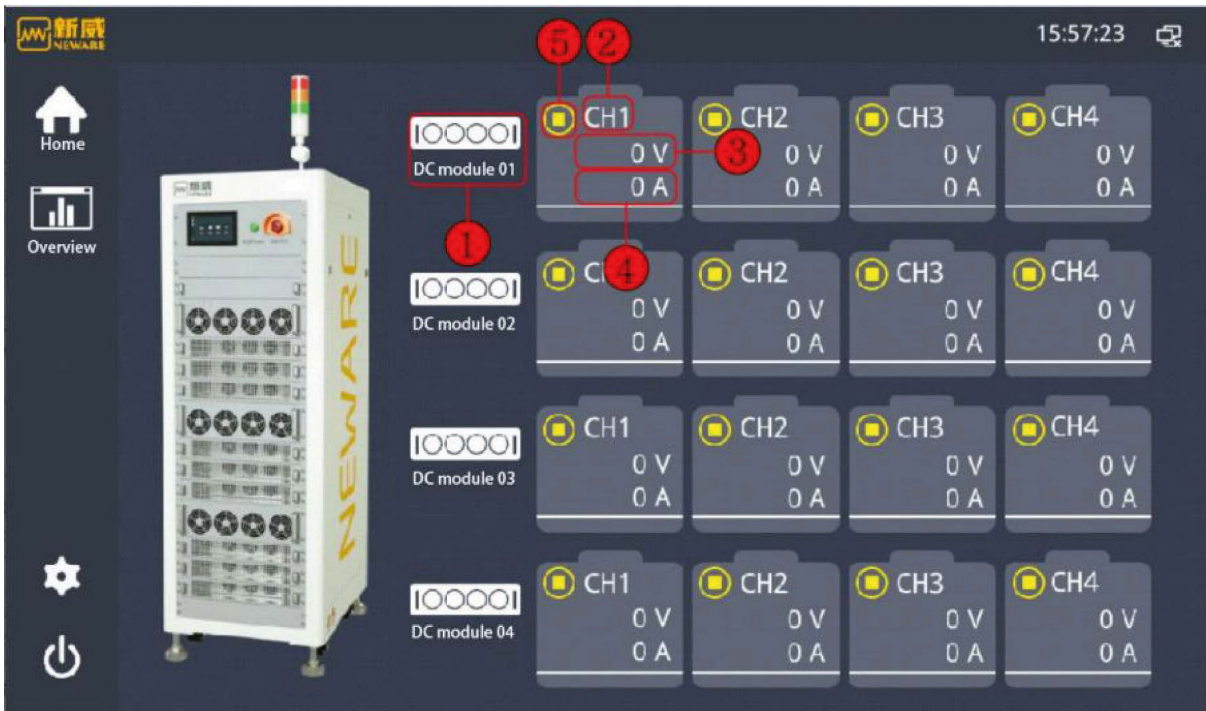 新威
NEWARE
15:57:23
⑤ ②
Home
Overview
DC module 01
CH1
0 V
0 A
CH2
0 V
0 A
CH3
0 V
0 A
CH4
0 V
0 A
③
①
④
NEWARE
DC module 02
0 V
0 A
CH2
0 V
0 A
CH3
0 V
0 A
CH4
0 V
0 A
DC module 03
CH1
0 V
0 A
CH2
0 V
0 A
CH3
0 V
0 A
CH4
0 V
0 A
DC module 04
CH1
0 V
0 A
CH2
0 V
0 A
CH3
0 V
0 A
CH4
0 V
0 A